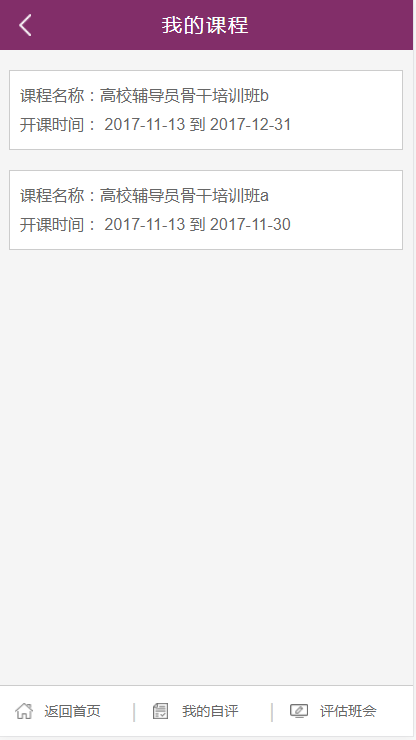 我的课程
课程名称：高校辅导员骨干培训班b
开课时间： 2017-11-13 到 2017-12-31
课程名称：高校辅导员骨干培训班a
开课时间： 2017-11-13 到 2017-11-30
返回首页 | 我的自评 | 评估班会